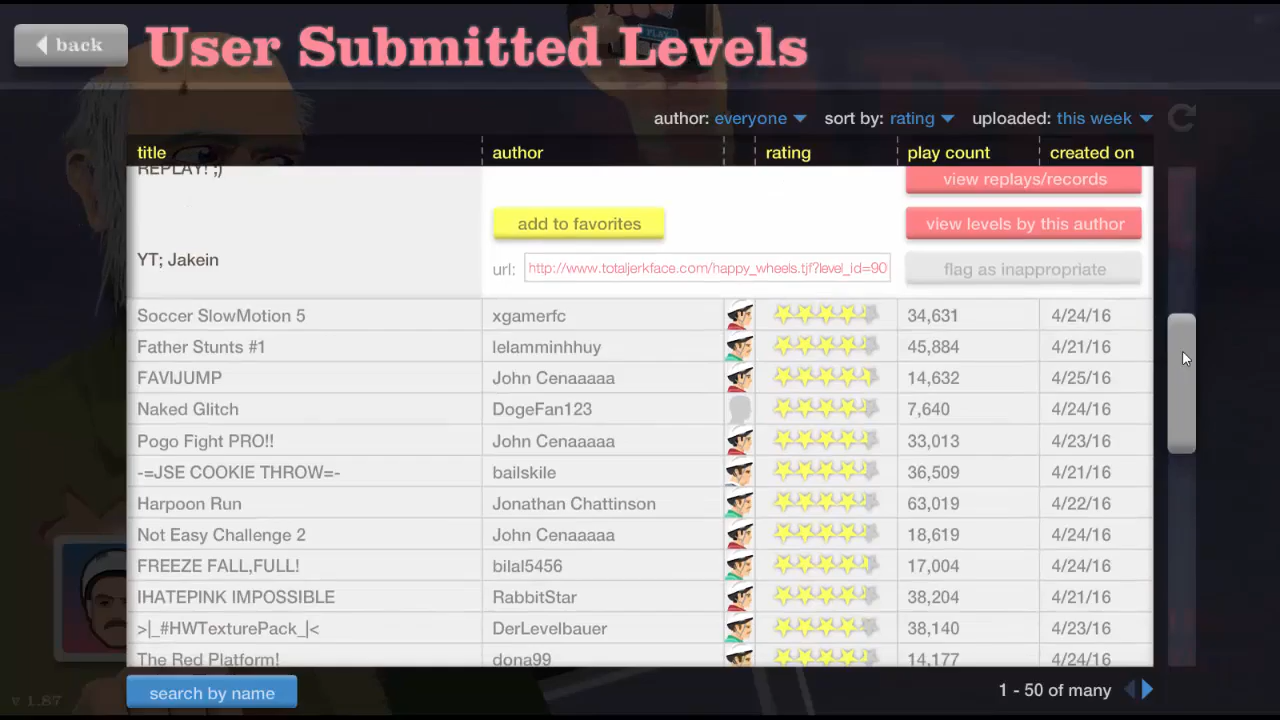 back
User Submitted Levels
PLAY
author: everyone sort by: rating uploaded: this week
title author rating play count created on
REPLAY! ;)
view replays/records
add to favorites view levels by this author
YT; Jakein
url: http://www.totaljerkface.com/happy_wheels.tjf?level_id=90 flag as inappropriate
Soccer SlowMotion 5 xgamerfc 34,631 4/24/16
Father Stunts #1 lelamminhhuy 45,884 4/21/16
FAVIJUMP John Cenaaaaa 14,632 4/25/16
Naked Glitch DogeFan123 7,640 4/24/16
Pogo Fight PRO!! John Cenaaaaa 33,013 4/23/16
-=JSE COOKIE THROW=- bailskile 36,509 4/21/16
Harpoon Run Jonathan Chattinson 63,019 4/22/16
Not Easy Challenge 2 John Cenaaaaa 18,619 4/24/16
FREEZE FALL,FULL! bilal5456 17,004 4/24/16
IHATEPINK IMPOSSIBLE RabbitStar 38,204 4/21/16
>|_#HWTexturePack_|< DerLevelbauer 38,140 4/23/16
The Red Platform! dona99 14,177 4/24/16
search by name 1 - 50 of many
v 1.87